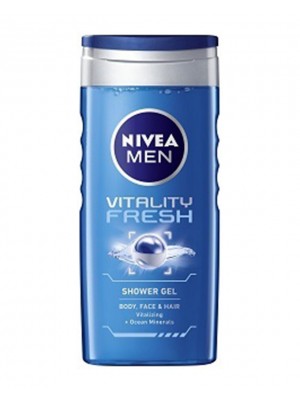 NIVEA
MEN
VITALITY
FRESH
SHOWER GEL
BODY, FACE & HAIR
Vitalizing
+ Ocean Minerals